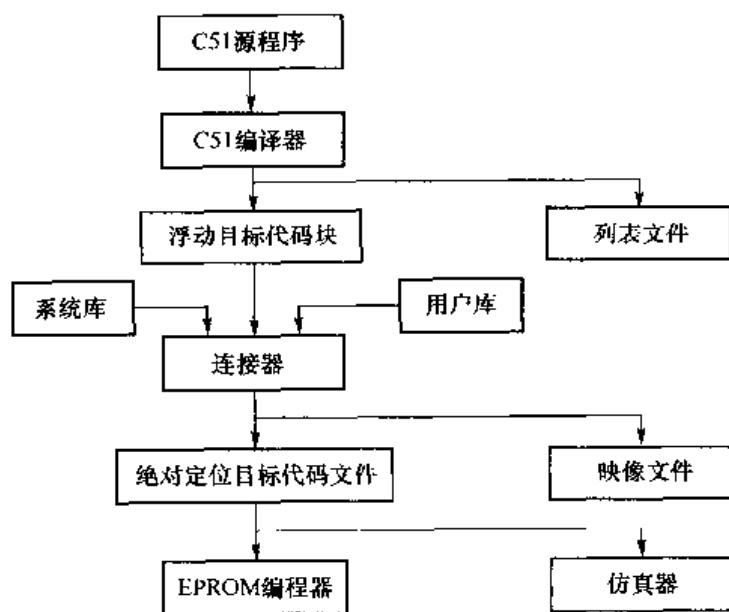 C51源程序
C51编译器
浮动目标代码块
列表文件
系统库
用户库
连接器
绝对定位目标代码文件
映像文件
EPROM编程器
仿真器